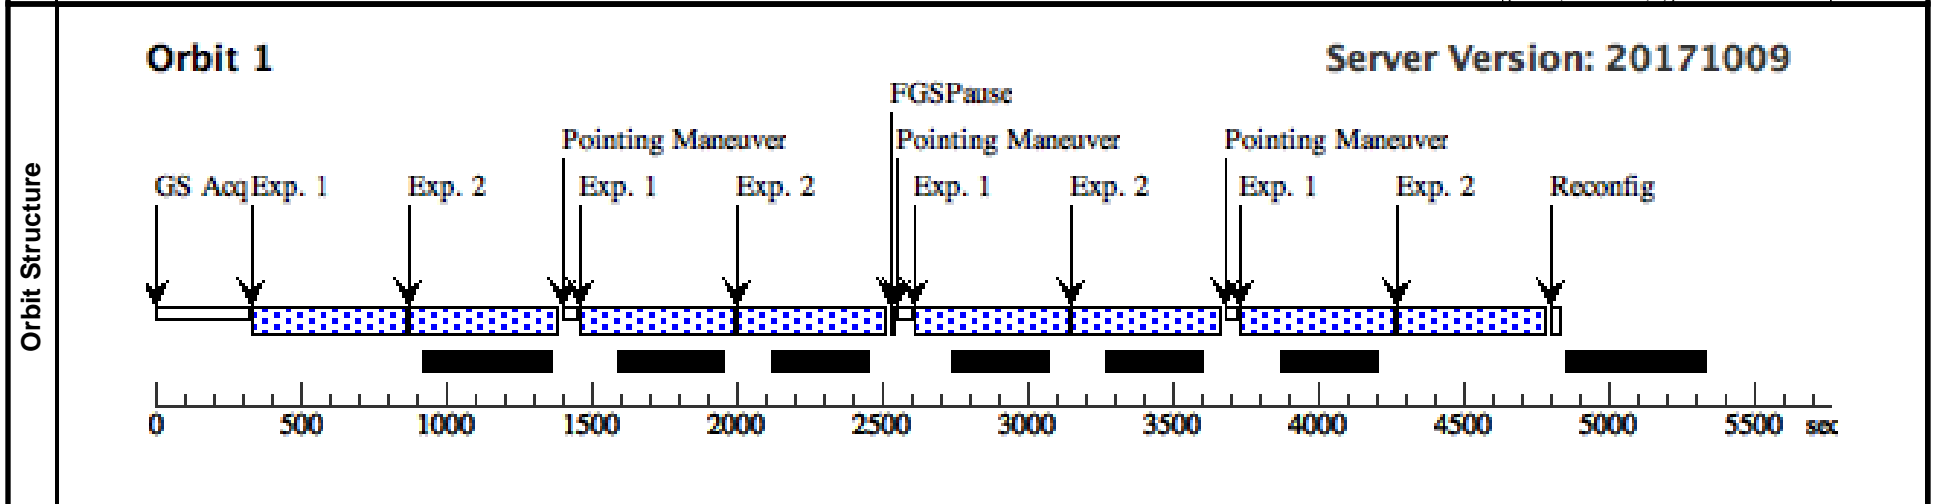 Orbit Structure
Orbit 1
Server Version: 20171009
FGSPause
Pointing Maneuver Pointing Maneuver Pointing Maneuver
GS Acq Exp. 1 Exp. 2 Exp. 1 Exp. 2 Exp. 1 Exp. 2 Exp. 1 Exp. 2 Reconfig
0 500 1000 1500 2000 2500 3000 3500 4000 4500 5000 5500 sec